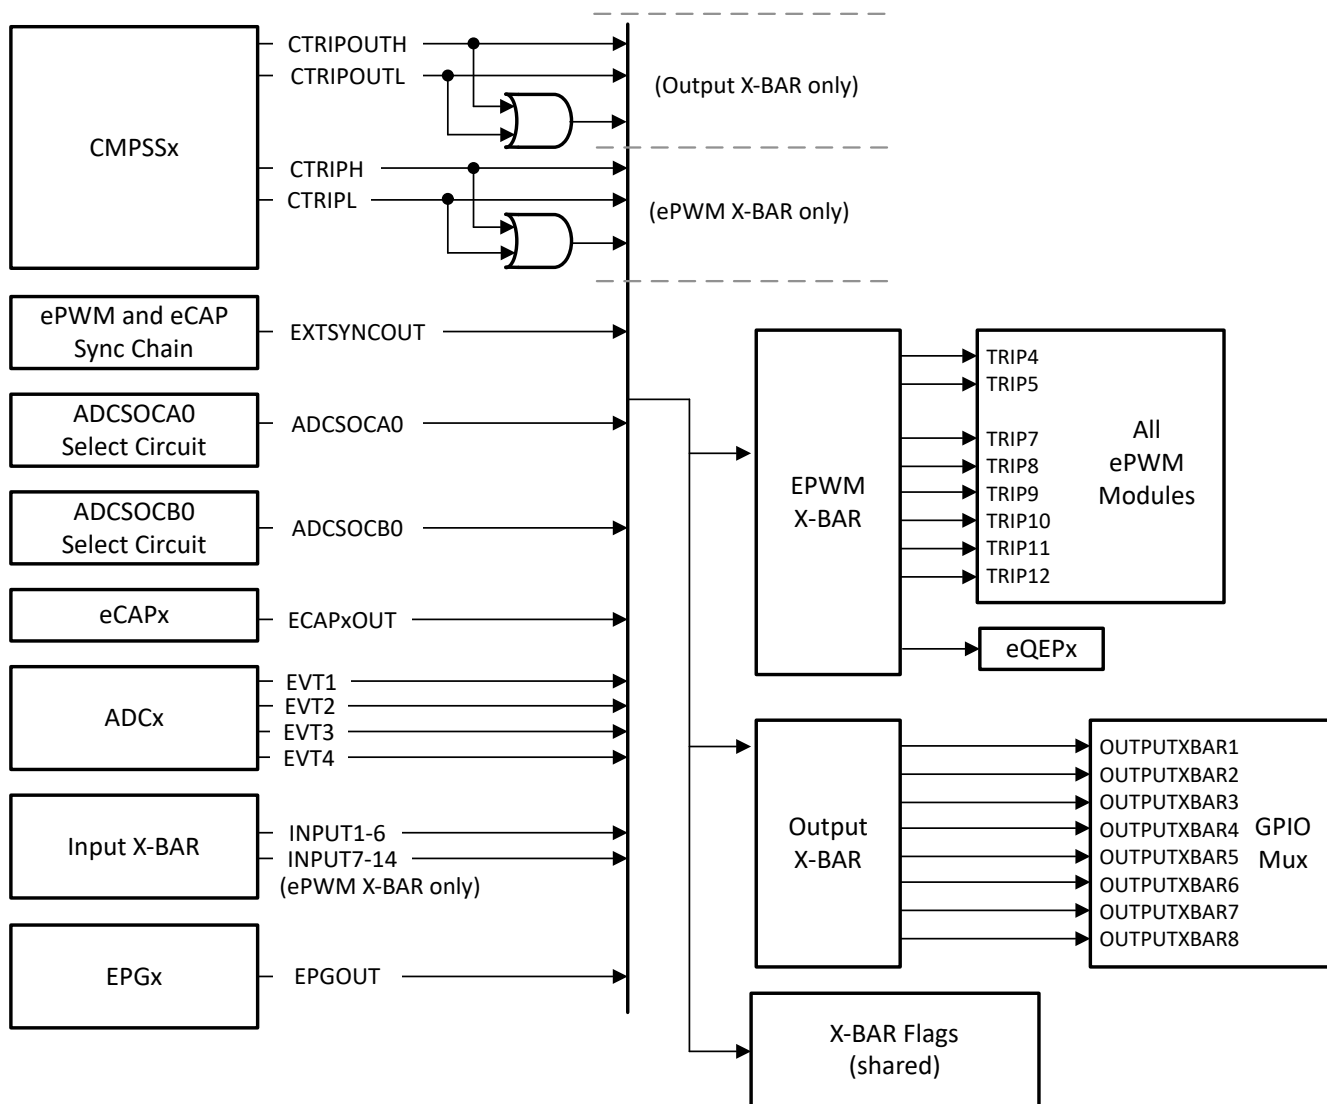 CMPSSx
CTRIPOUTH
CTRIPOUTL
CTRIPH
CTRIPL
(Output X-BAR only)
(ePWM X-BAR only)
ePWM and eCAP
Sync Chain
EXTSYNCOUT
ADCSOCA0
Select Circuit
ADCSOCA0
ADCSOCB0
Select Circuit
ADCSOCB0
eCAPx
ECAPxOUT
ADCx
EVT1
EVT2
EVT3
EVT4
Input X-BAR
INPUT1-6
INPUT7-14
(ePWM X-BAR only)
EPGx
EPGOUT
EPWM
X-BAR
TRIP4
TRIP5
TRIP7
TRIP8
TRIP9
TRIP10
TRIP11
TRIP12
All
ePWM
Modules
eQEPx
Output
X-BAR
OUTPUTXBAR1
OUTPUTXBAR2
OUTPUTXBAR3
OUTPUTXBAR4
OUTPUTXBAR5
OUTPUTXBAR6
OUTPUTXBAR7
OUTPUTXBAR8
GPIO
Mux
X-BAR Flags
(shared)